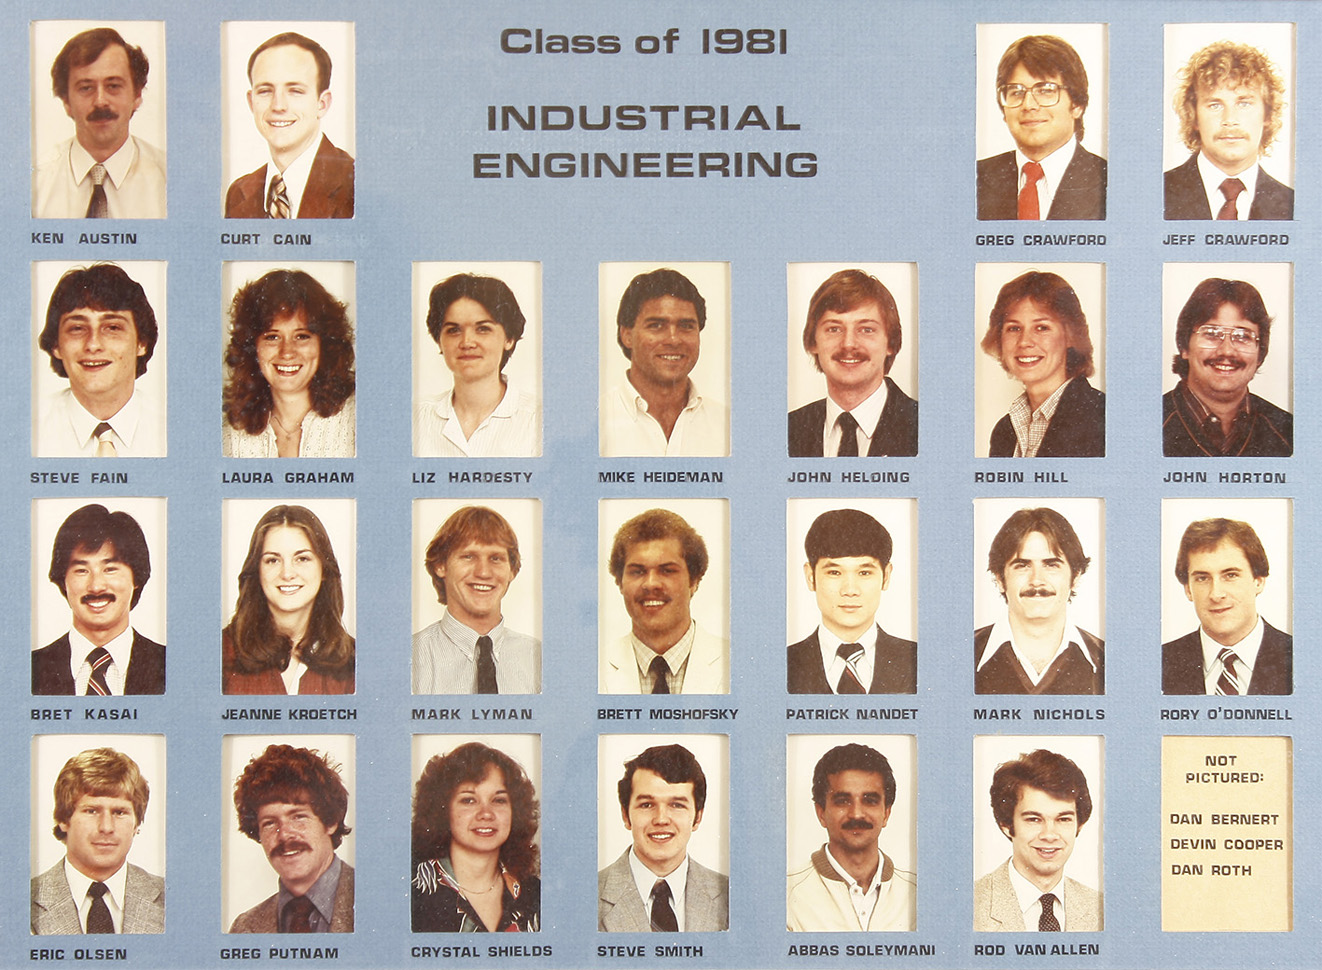 Class of 1981
INDUSTRIAL
ENGINEERING
KEN AUSTIN
CURT CAIN
GREG CRAWFORD
JEFF CRAWFORD
STEVE FAIN
LAURA GRAHAM
LIZ HARDESTY
MIKE HEIDEMAN
JOHN HELDING
ROBIN HILL
JOHN HORTON
BRET KASAI
JEANNE KROETCH
MARK LYMAN
BRETT MOSHOFSKY
PATRICK NANDET
MARK NICHOLS
RORY O'DONNELL
ERIC OLSEN
GREG PUTNAM
CRYSTAL SHIELDS
STEVE SMITH
ABBAS SOLEYMANI
ROD VAN ALLEN
NOT
PICTURED:
DAN BERNERT
DEVIN COOPER
DAN ROTH